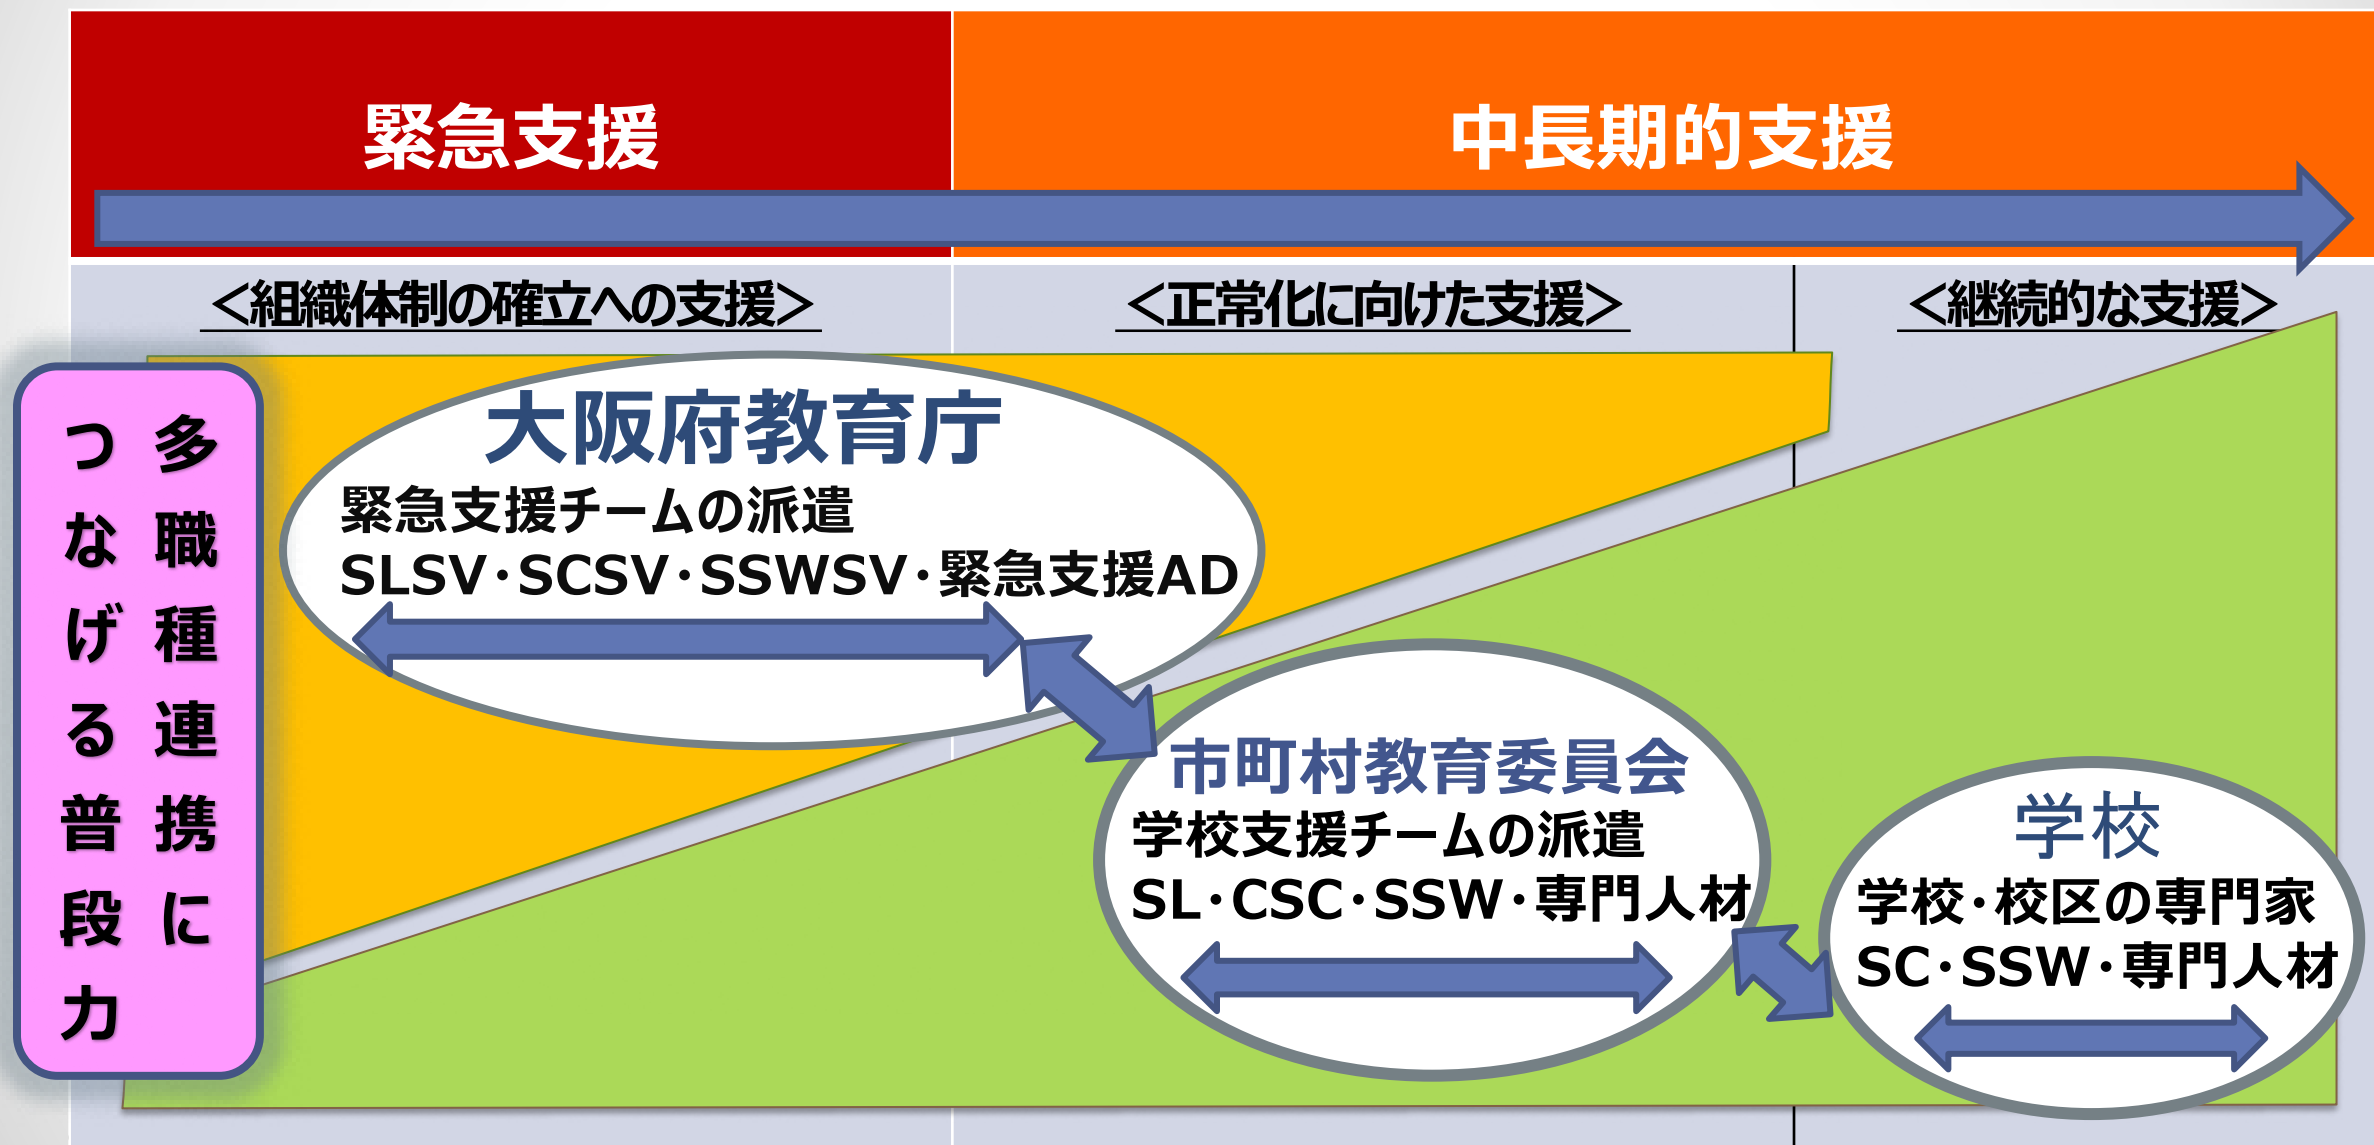 緊急支援
中長期的支援
＜組織体制の確立への支援＞
＜正常化に向けた支援＞
＜継続的な支援＞
多職種連携に
つなげる普段力
大阪府教育庁
緊急支援チームの派遣
SLSV・SCSV・SSWSV・緊急支援AD
市町村教育委員会
学校支援チームの派遣
SL・CSC・SSW・専門人材
学校
学校・校区の専門家
SC・SSW・専門人材